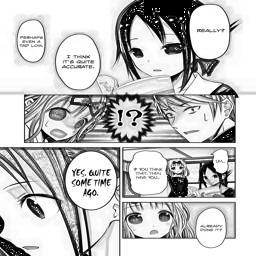 REALLY?
I THINK
IT'S QUITE
ACCURATE.
PERHAPS
EVEN A
TAD LOW.
!?
UM...
IF YOU THINK
THAT, THEN
HAVE YOU...
YES, QUITE
SOME TIME
AGO.
ALREADY
DONE IT?